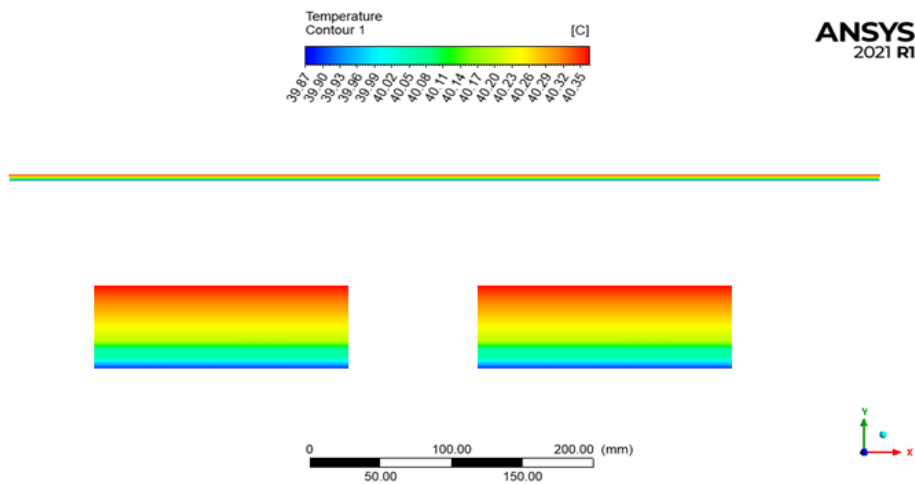 Temperature
Contour 1 [C]
39.87 39.90 39.93 39.96 39.99 40.02 40.05 40.08 40.11 40.14 40.17 40.20 40.23 40.26 40.29 40.32 40.35
ANSYS
2021 R1
0 100.00 200.00 (mm)
50.00 150.00
Y
X